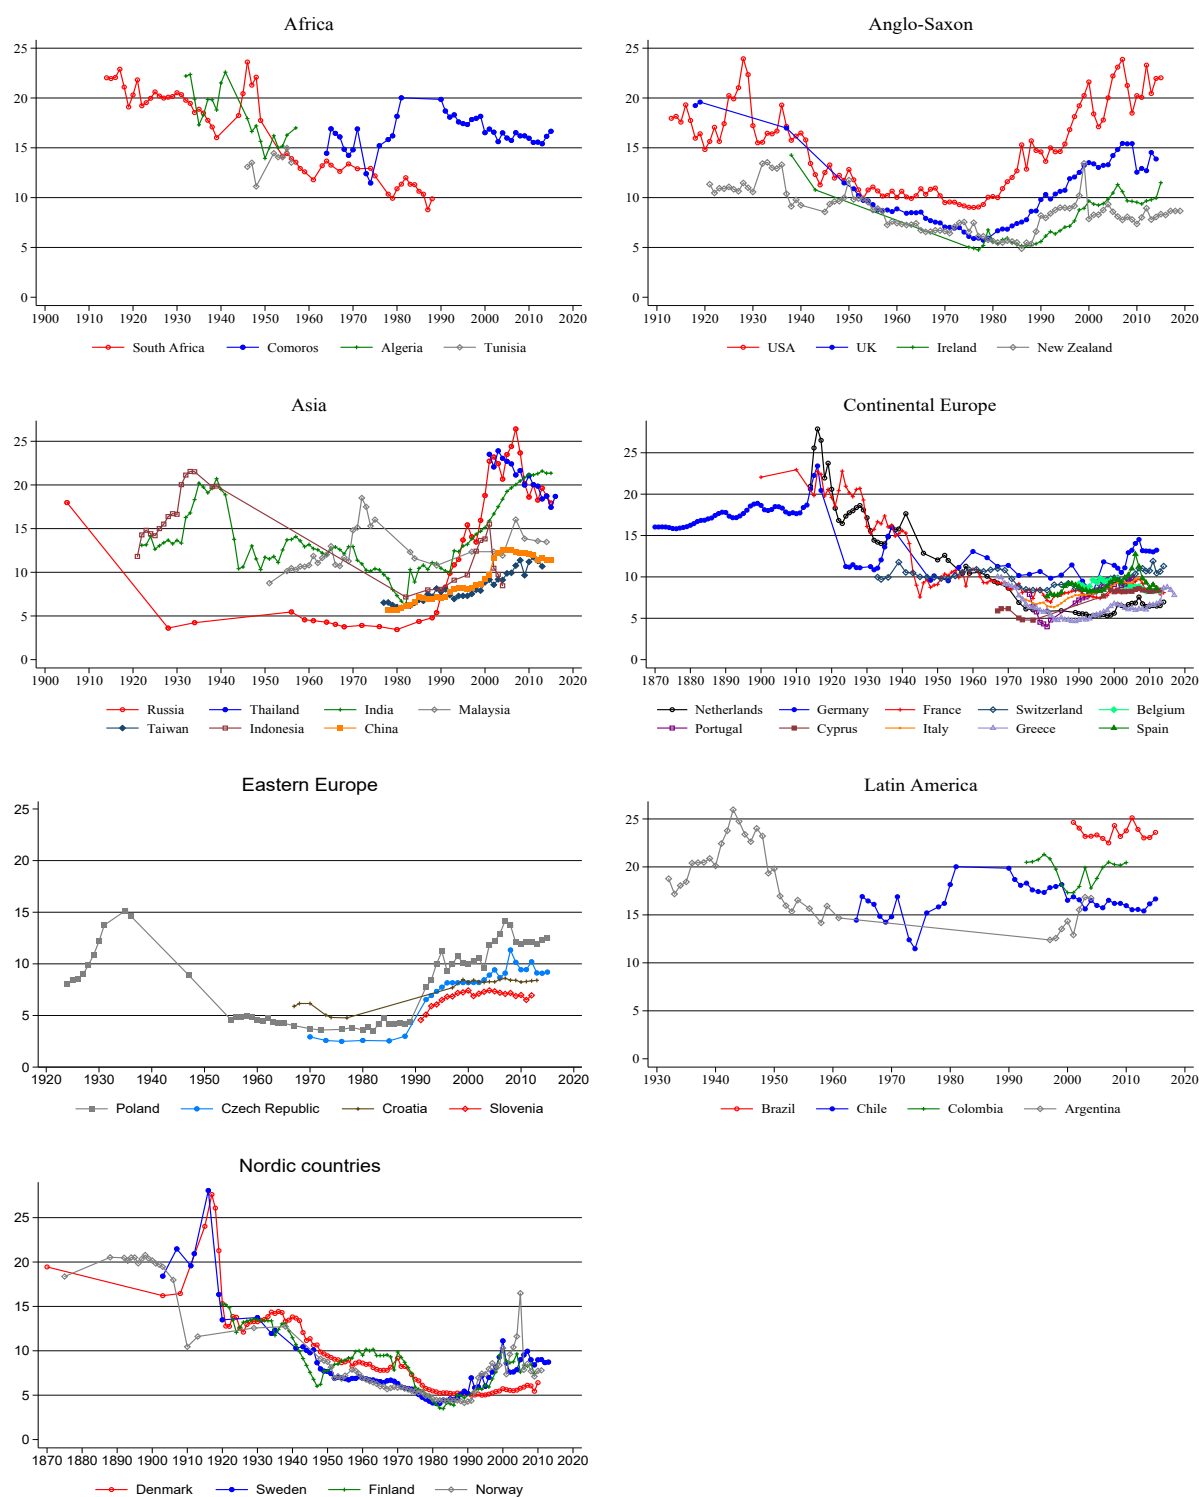 Africa
25
20
15
10
5
0
1900 1910 1920 1930 1940 1950 1960 1970 1980 1990 2000 2010 2020
South Africa Comoros Algeria Tunisia
Anglo-Saxon
25
20
15
10
5
0
1910 1920 1930 1940 1950 1960 1970 1980 1990 2000 2010 2020
USA UK Ireland New Zealand
Asia
25
20
15
10
5
0
1900 1910 1920 1930 1940 1950 1960 1970 1980 1990 2000 2010 2020
Russia Thailand India Malaysia
Taiwan Indonesia China
Continental Europe
25
20
15
10
5
0
1870 1880 1890 1900 1910 1920 1930 1940 1950 1960 1970 1980 1990 2000 2010 2020
Netherlands Germany France Switzerland Belgium
Portugal Cyprus Italy Greece Spain
Eastern Europe
25
20
15
10
5
0
1920 1930 1940 1950 1960 1970 1980 1990 2000 2010 2020
Poland Czech Republic Croatia Slovenia
Latin America
25
20
15
10
5
0
1930 1940 1950 1960 1970 1980 1990 2000 2010 2020
Brazil Chile Colombia Argentina
Nordic countries
25
20
15
10
5
0
1870 1880 1890 1900 1910 1920 1930 1940 1950 1960 1970 1980 1990 2000 2010 2020
Denmark Sweden Finland Norway